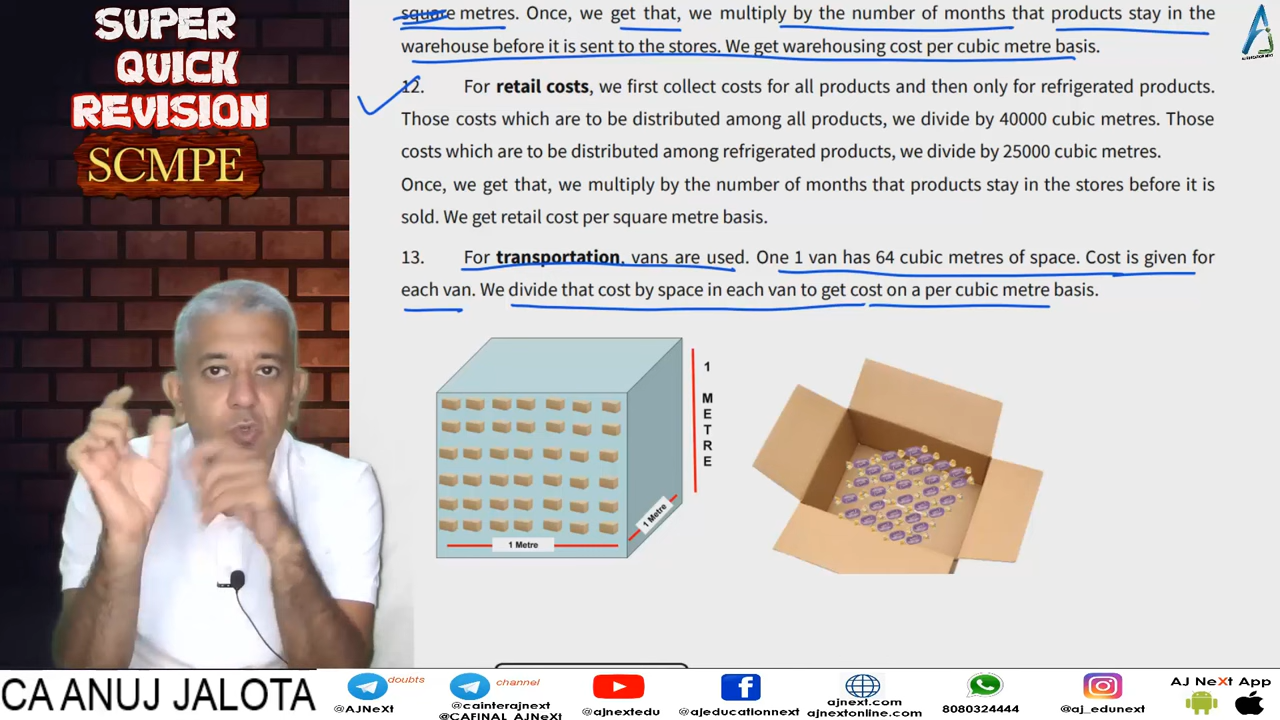 SUPER
QUICK
REVISION
SCMPE
square metres. Once, we get that, we multiply by the number of months that products stay in the
warehouse before it is sent to the stores. We get warehousing cost per cubic metre basis.
12. For retail costs, we first collect costs for all products and then only for refrigerated products.
Those costs which are to be distributed among all products, we divide by 40000 cubic metres. Those
costs which are to be distributed among refrigerated products, we divide by 25000 cubic metres.
Once, we get that, we multiply by the number of months that products stay in the stores before it is
sold. We get retail cost per square metre basis.
13. For transportation, vans are used. One 1 van has 64 cubic metres of space. Cost is given for
each van. We divide that cost by space in each van to get cost on a per cubic metre basis.
1 METRE
1 Metre
1 Metre
CA ANUJ JALOTA
doubts
@AJNeXt
channel
@cainterajnext
@CAFINAL_AJNeXt
@ajnextedu
@ajeducationnext
ajnext.com
ajnextonline.com
8080324444
@aj_edunext
AJ NeXt App